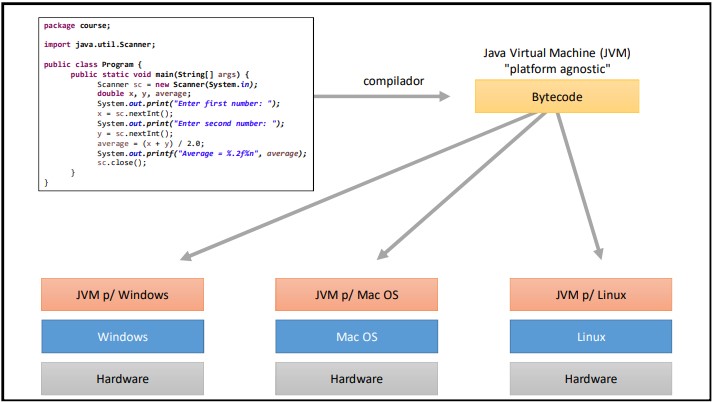 package course;
import java.util.Scanner;
public class Program {
public static void main(String[] args) {
Scanner sc = new Scanner(System.in);
double x, y, average;
System.out.print("Enter first number: ");
x = sc.nextInt();
System.out.print("Enter second number: ");
y = sc.nextInt();
average = (x + y) / 2.0;
System.out.printf("Average = %.2f%n", average);
sc.close();
}
}
compilador
Java Virtual Machine (JVM)
"platform agnostic"
Bytecode
JVM p/ Windows
Windows
Hardware
JVM p/ Mac OS
Mac OS
Hardware
JVM p/ Linux
Linux
Hardware